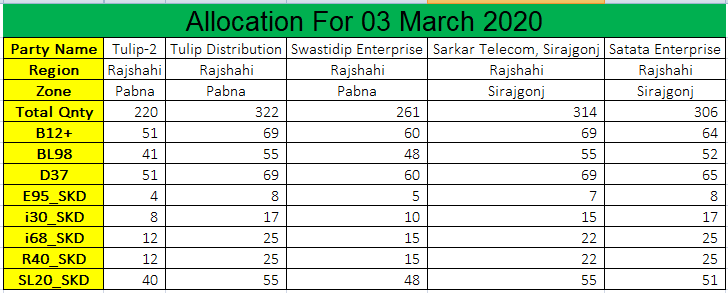 Allocation For 03 March 2020
Party Name Tulip-2 Tulip Distribution Swastidip Enterprise Sarkar Telecom, Sirajgonj Satata Enterprise
Region Rajshahi Rajshahi Rajshahi Rajshahi Rajshahi
Zone Pabna Pabna Pabna Sirajgonj Sirajgonj
Total Qnty 220 322 261 314 306
B12+ 51 69 60 69 64
BL98 41 55 48 55 52
D37 51 69 60 69 65
E95_SKD 4 8 5 7 8
i30_SKD 8 17 10 15 17
i68_SKD 12 25 15 22 25
R40_SKD 12 25 15 22 25
SL20_SKD 40 55 48 55 51